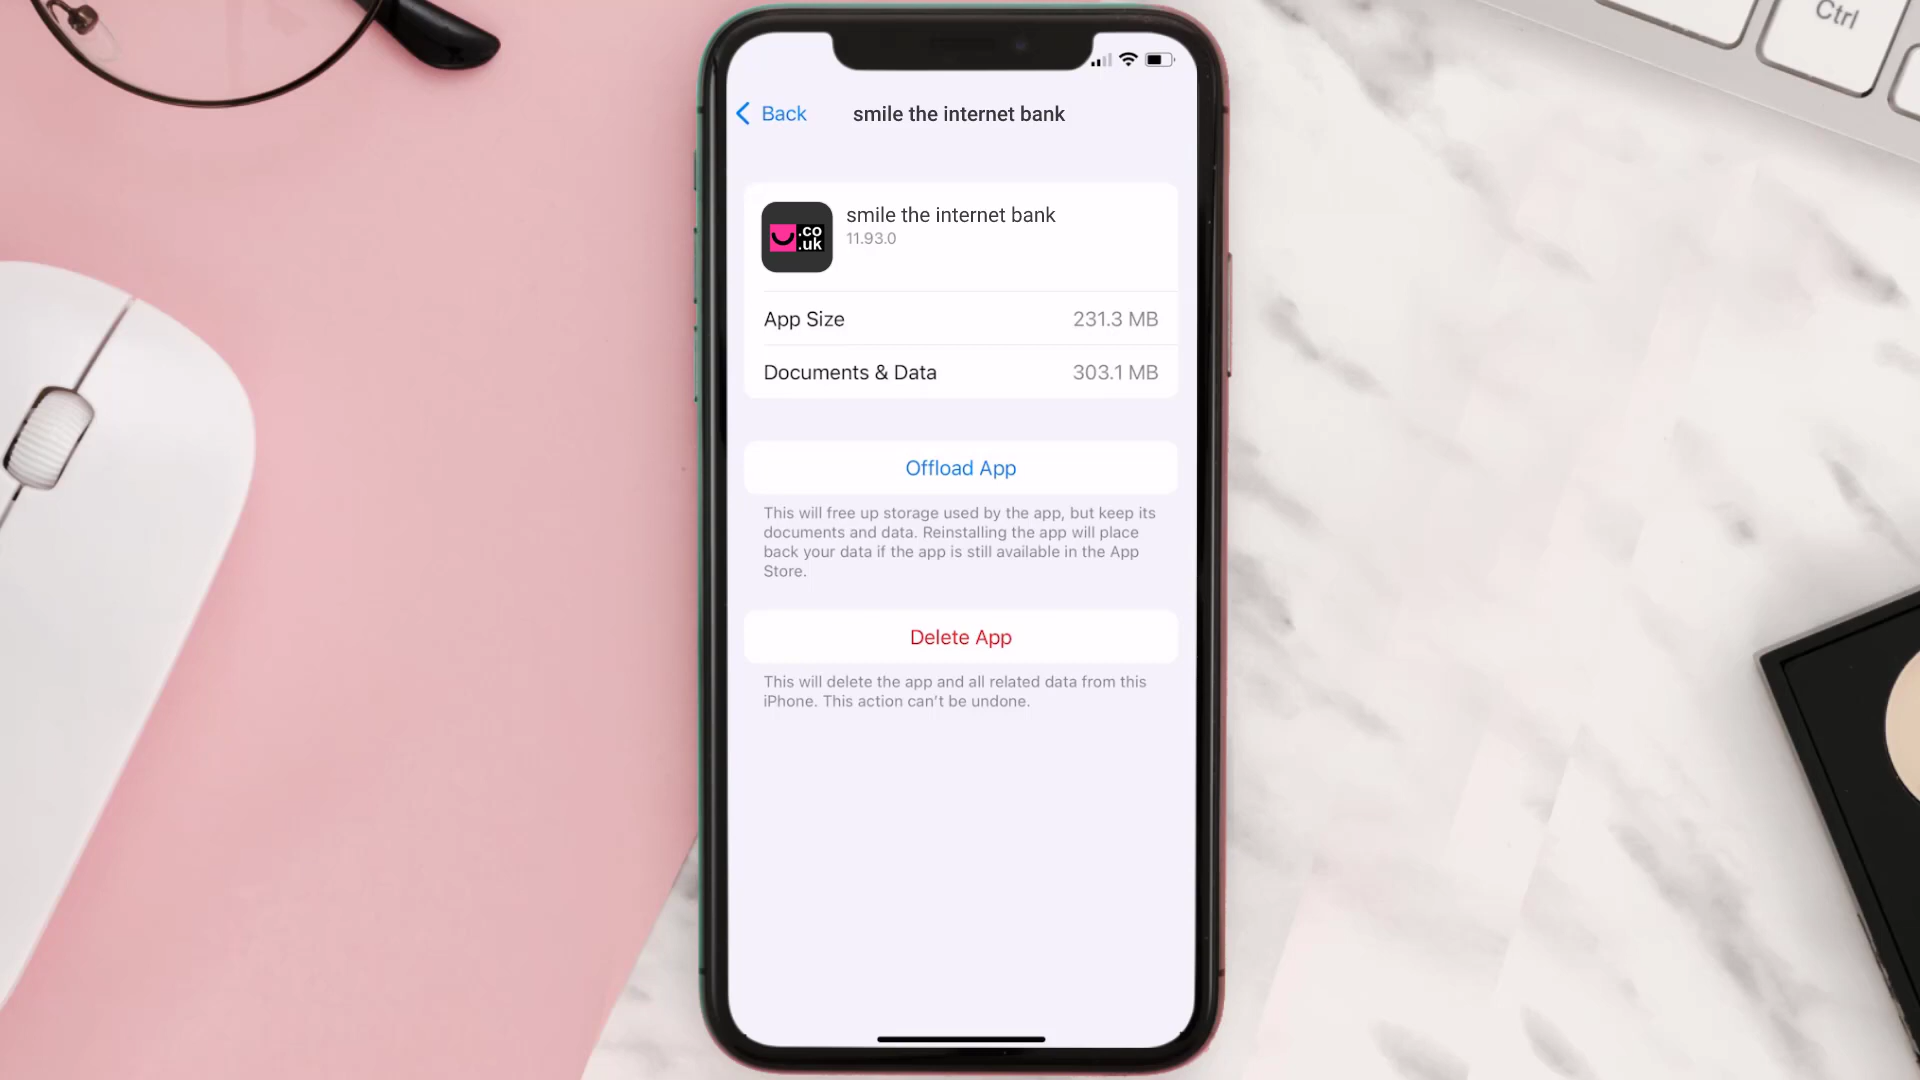 Ctrl
Back
smile the internet bank
.co
.uk
smile the internet bank
11.93.0
App Size 231.3 MB
Documents & Data 303.1 MB
Offload App
This will free up storage used by the app, but keep its
documents and data. Reinstalling the app will place
back your data if the app is still available in the App
Store.
Delete App
This will delete the app and all related data from this
iPhone. This action can't be undone.